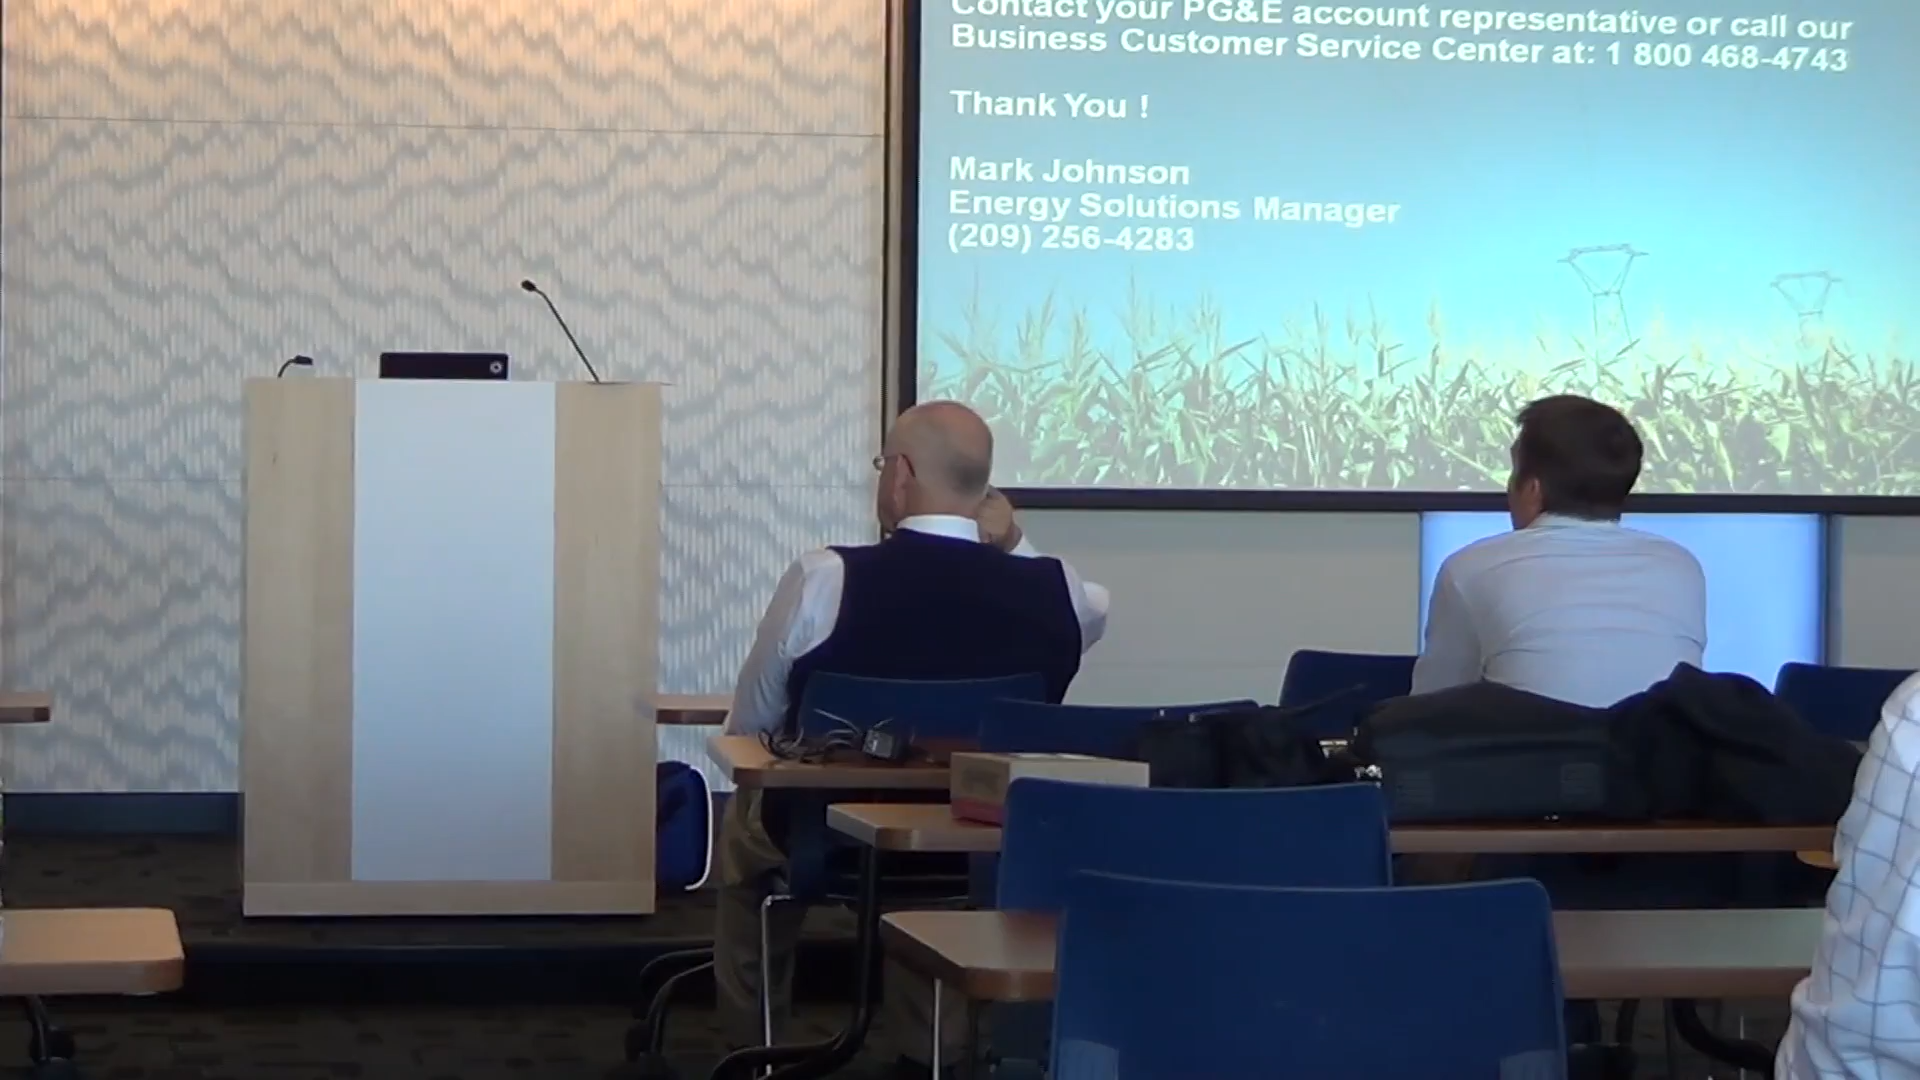 Contact your PG&E account representative or call our
Business Customer Service Center at: 1 800 468-4743
Thank You !
Mark Johnson
Energy Solutions Manager
(209) 256-4283